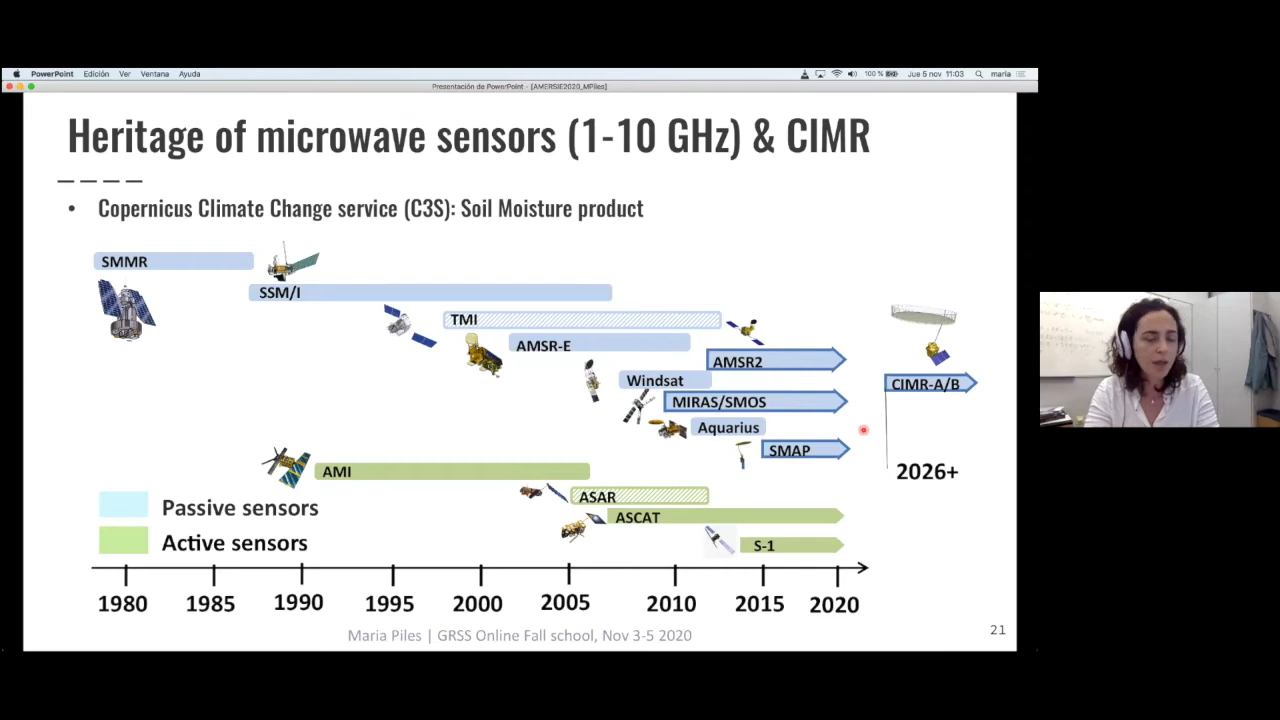 PowerPoint Edición Ver Ventana Ayuda 100 % Jue 5 nov 11:03 maria
Presentación de PowerPoint - [AMERSIE2020_MPiles]
Heritage of microwave sensors (1-10 GHz) & CIMR
• Copernicus Climate Change service (C3S): Soil Moisture product
SMMR
SSM/I
TMI
AMSR-E
AMSR2
Windsat
CIMR-A/B
MIRAS/SMOS
Aquarius
SMAP
2026+
AMI
ASAR
Passive sensors
ASCAT
Active sensors
S-1
1980 1985 1990 1995 2000 2005 2010 2015 2020
Maria Piles | GRSS Online Fall school, Nov 3-5 2020
21